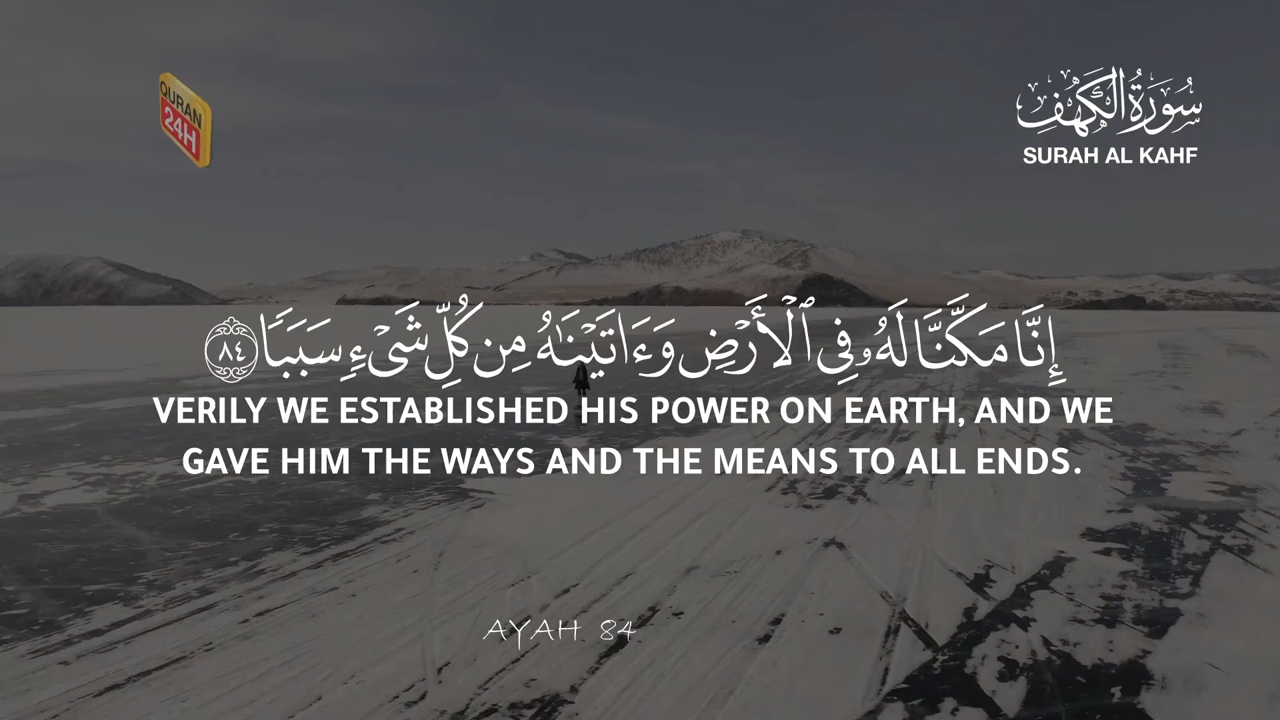 QURAN
24H
سُورَةُ الكَهْفِ
SURAH AL KAHF
إِنَّا مَكَّنَّا لَهُۥ فِى ٱلْأَرْضِ وَءَاتَيْنَـٰهُ مِن كُلِّ شَىْءٍۢ سَبَبًۭا ٨٤
VERILY WE ESTABLISHED HIS POWER ON EARTH, AND WE
GAVE HIM THE WAYS AND THE MEANS TO ALL ENDS.
AYAH 84